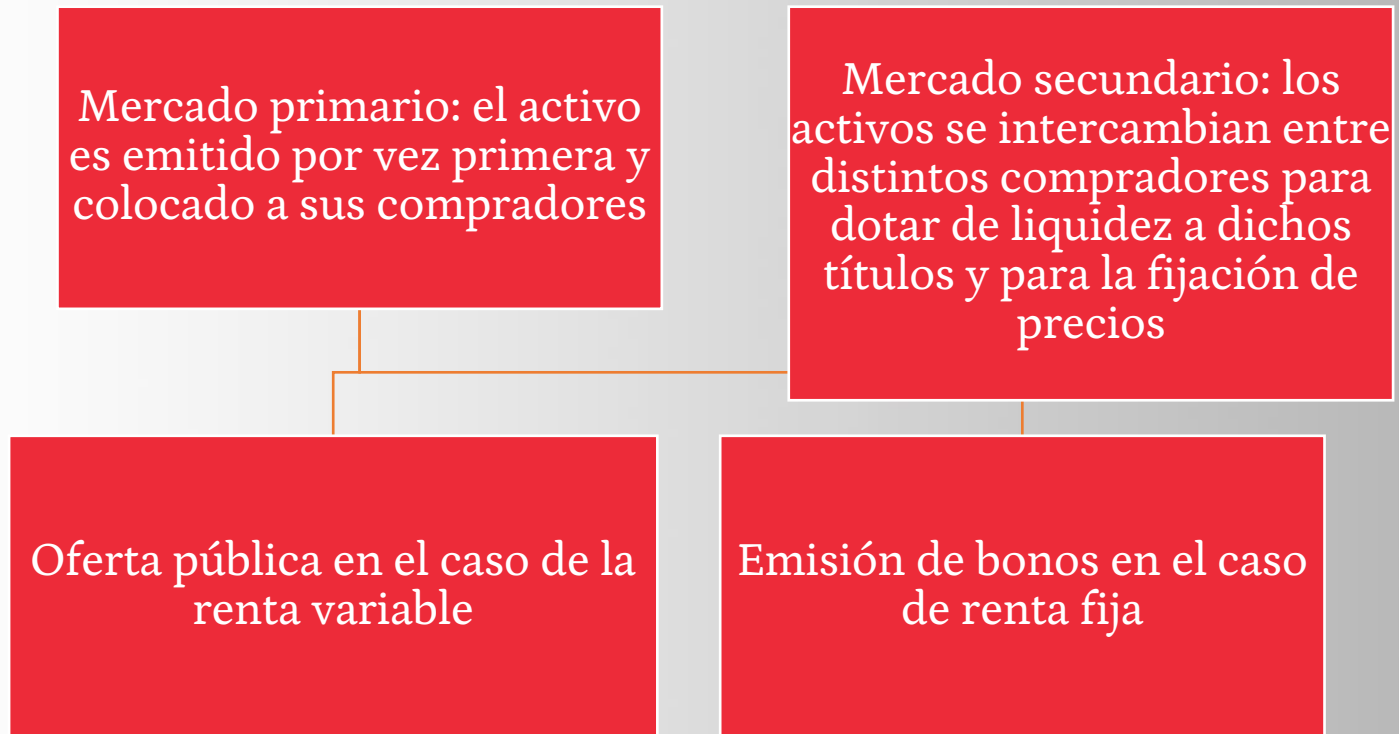 Mercado primario: el activo
es emitido por vez primera y
colocado a sus compradores
Mercado secundario: los
activos se intercambian entre
distintos compradores para
dotar de liquidez a dichos
títulos y para la fijación de
precios
Oferta pública en el caso de la
renta variable
Emisión de bonos en el caso
de renta fija